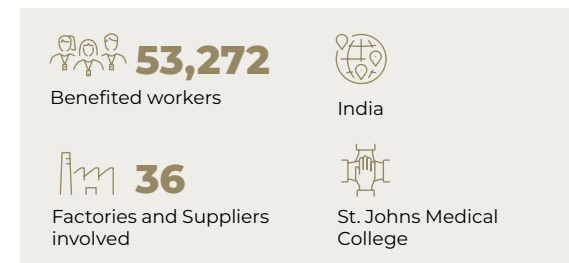 53,272
Benefited workers
India
36
Factories and Suppliers
involved
St. Johns Medical
College